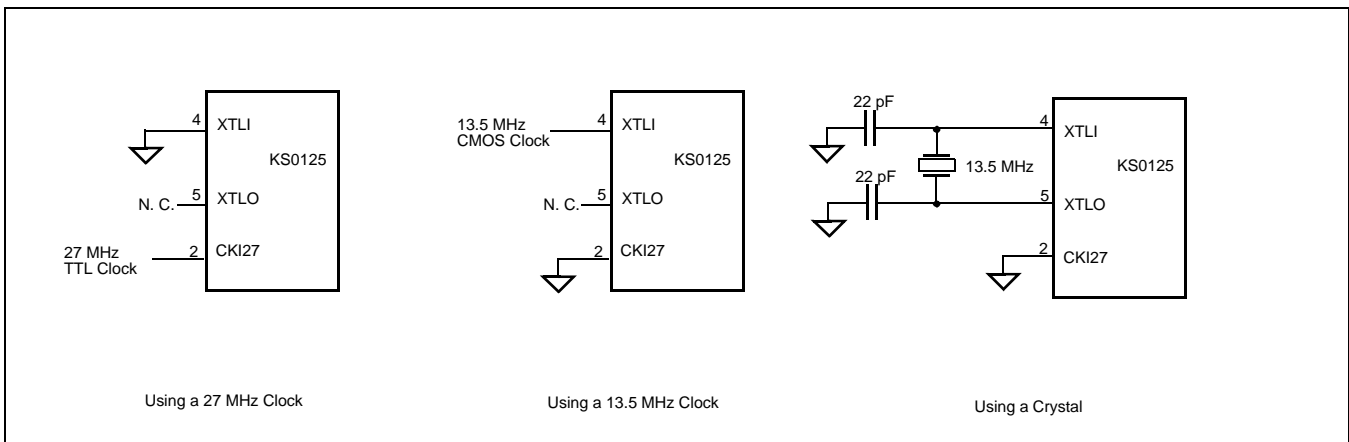 4
XTLI
KS0125
N. C.
5
XTLO
27 MHz
TTL Clock
2
CKI27
Using a 27 MHz Clock
13.5 MHz
CMOS Clock
4
XTLI
KS0125
N. C.
5
XTLO
2
CKI27
Using a 13.5 MHz Clock
22 pF
4
XTLI
13.5 MHz
KS0125
22 pF
5
XTLO
2
CKI27
Using a Crystal